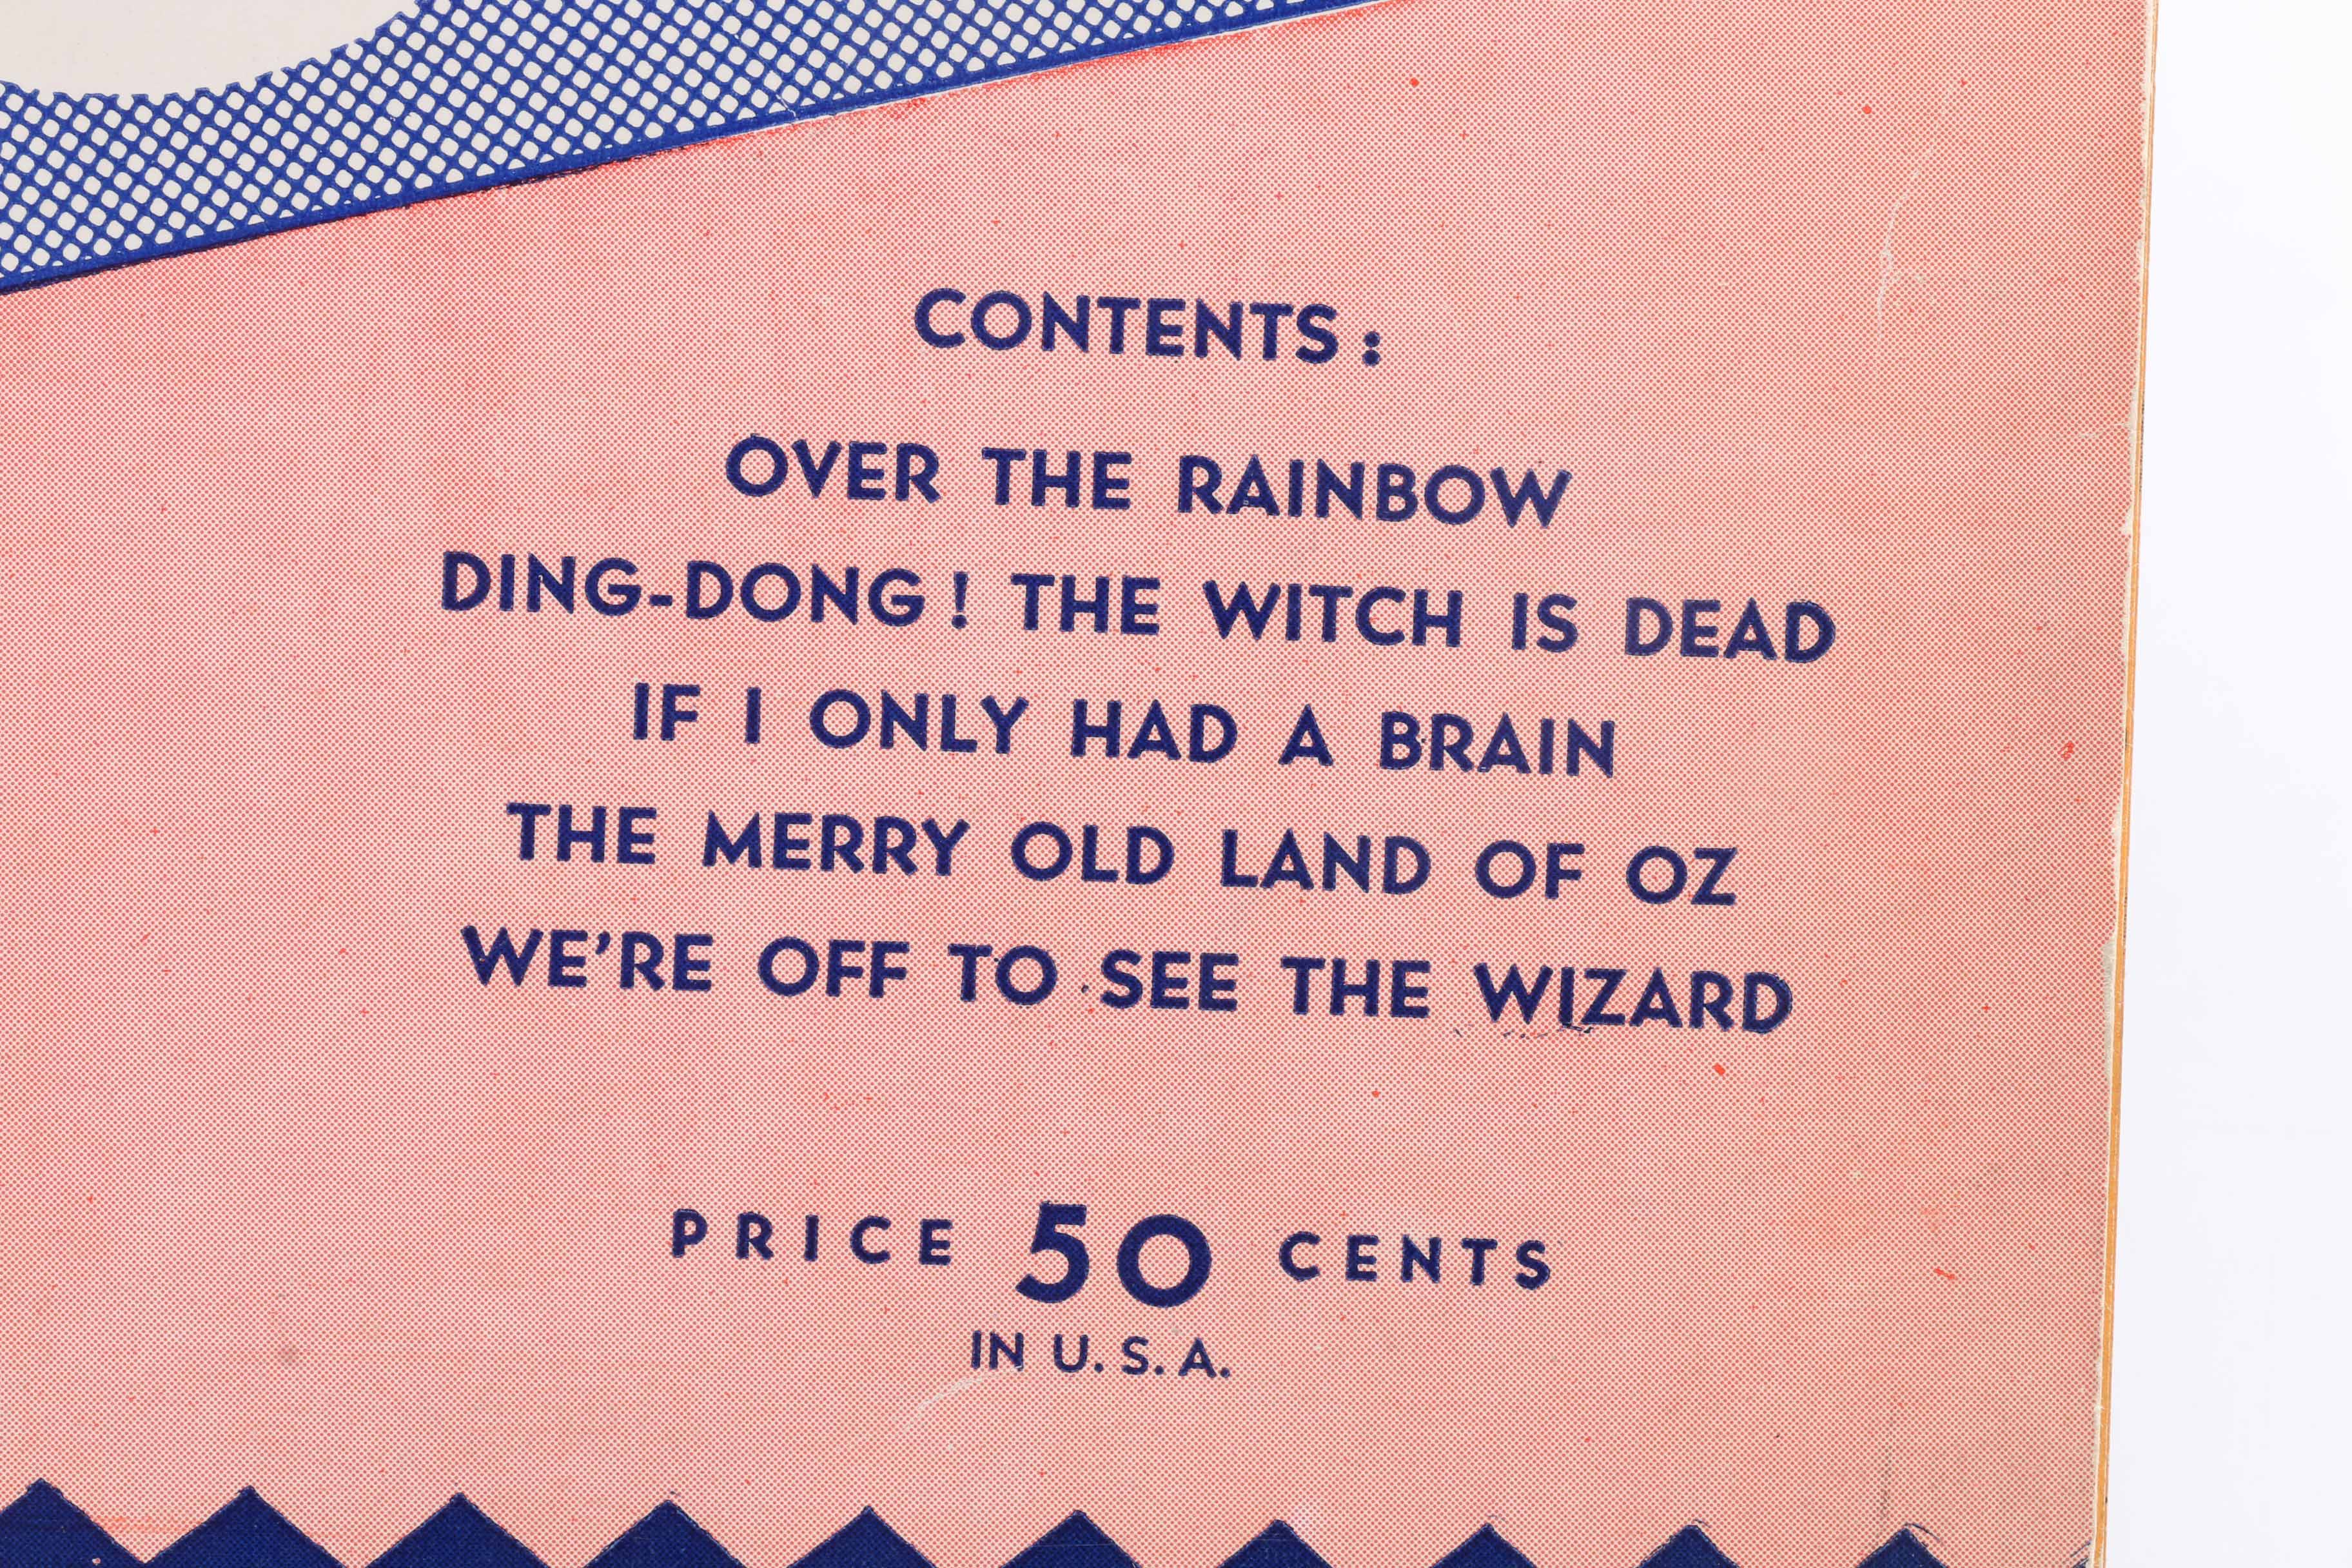 CONTENTS:
OVER THE RAINBOW
DING-DONG! THE WITCH IS DEAD
IF I ONLY HAD A BRAIN
THE MERRY OLD LAND OF OZ
WE'RE OFF TO SEE THE WIZARD
PRICE 50 CENTS
IN U.S.A.